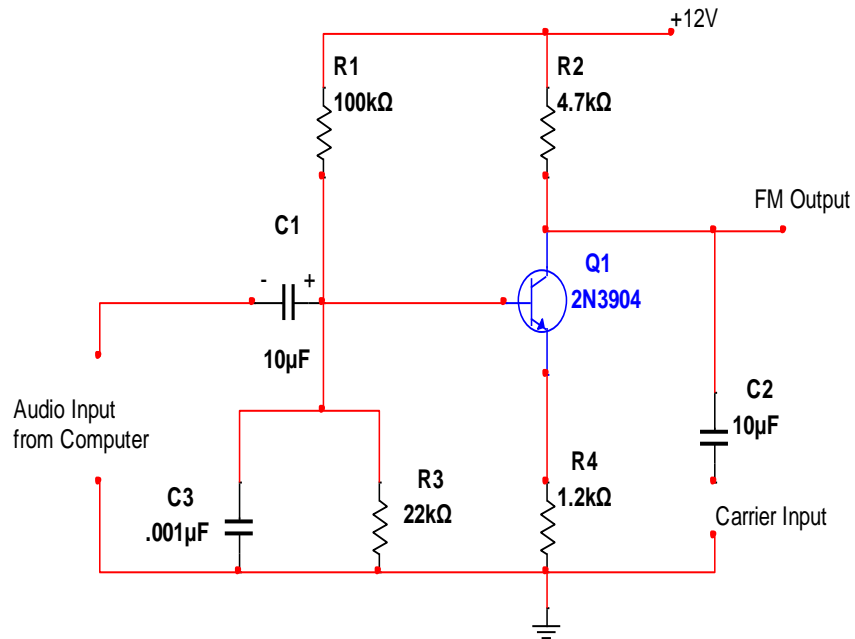 +12V
R1
100kΩ
R2
4.7kΩ
FM Output
C1
- +
10µF
Q1
2N3904
Audio Input
from Computer
C2
10µF
C3
.001µF
R3
22kΩ
R4
1.2kΩ
Carrier Input